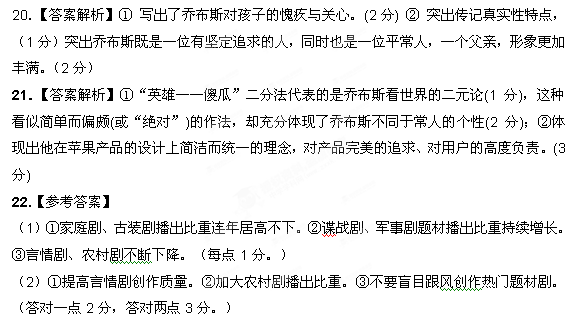 20.【答案解析】① 写出了乔布斯对孩子的愧疚与关心。(2分) ② 突出传记真实性特点，
（1分）突出乔布斯既是一位有坚定追求的人，同时也是一位平常人，一个父亲，形象更加
丰满。（2分）
21.【答案解析】①“英雄一一傻瓜”二分法代表的是乔布斯看世界的二元论(1 分)，这种
看似简单而偏颇(或“绝对”)的作法，却充分体现了乔布斯不同于常人的个性(2 分)；②体
现出他在苹果产品的设计上简洁而统一的理念，对产品完美的追求、对用户的高度负责。(3
分)
22.【参考答案】
（1）①家庭剧、古装剧播出比重连年居高不下。②谍战剧、军事剧题材播出比重持续增长。
③言情剧、农村剧不断下降。（每点1分。）
（2）①提高言情剧创作质量。②加大农村剧播出比重。③不要盲目跟风创作热门题材剧。
（答对一点2分，答对两点3分。）